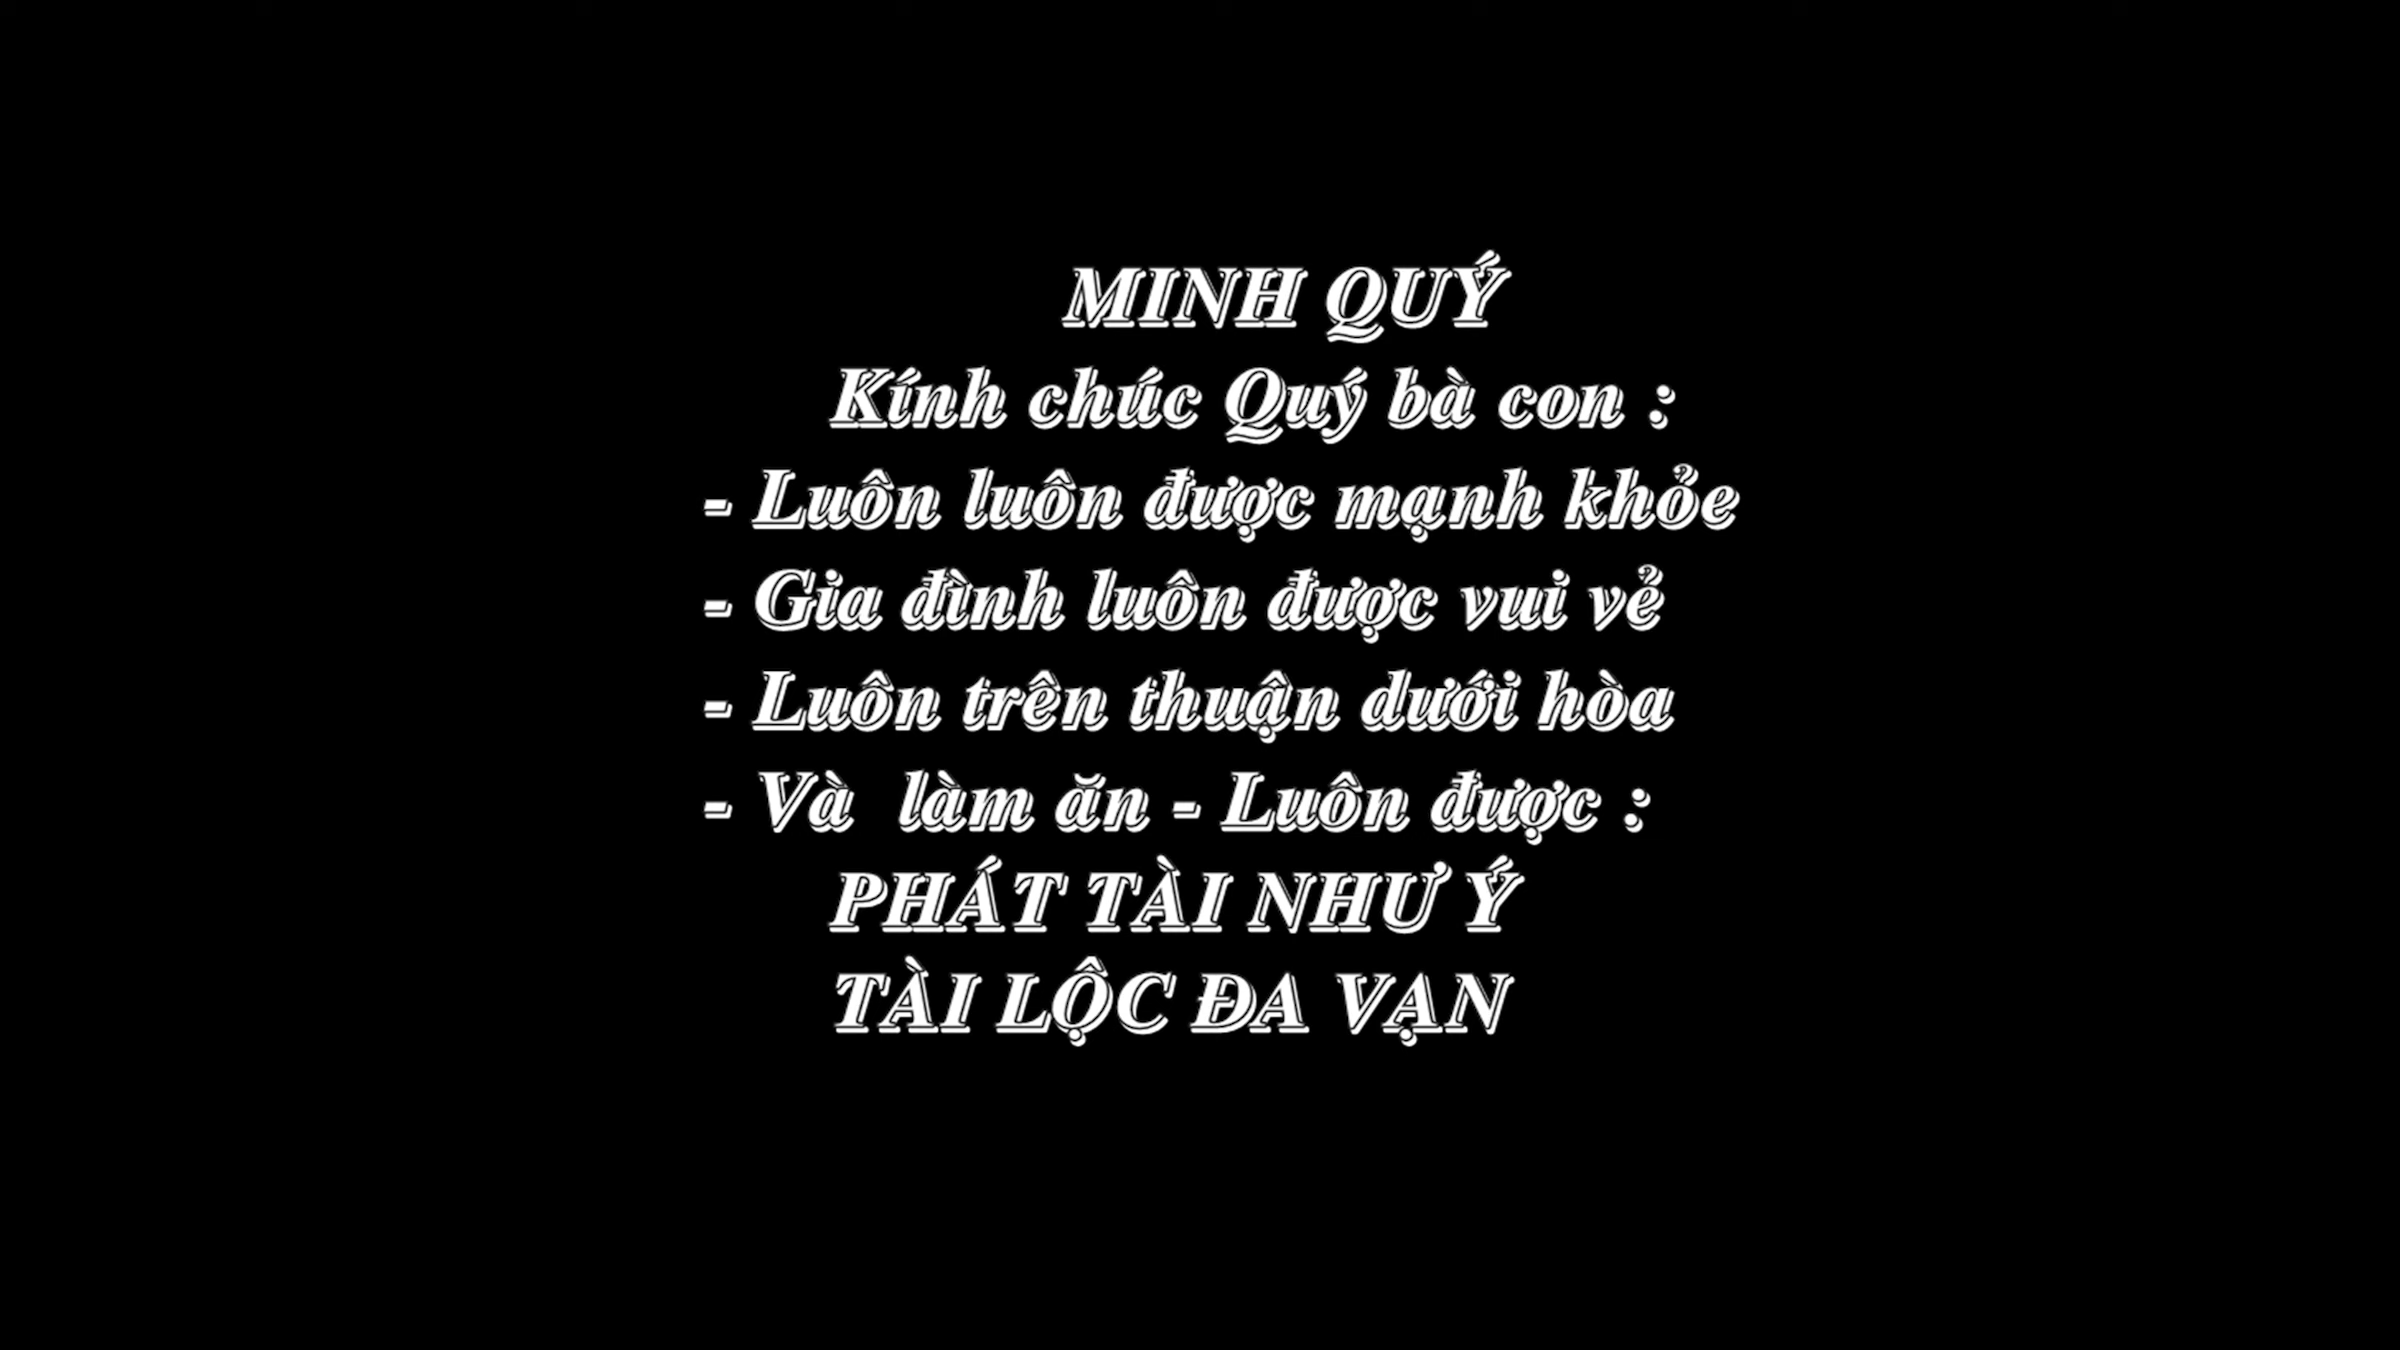 MINH QUÝ
Kính chúc Quý bà con :
- Luôn luôn được mạnh khỏe
- Gia đình luôn được vui vẻ
- Luôn trên thuận dưới hòa
- Và  làm ăn - Luôn được :
PHÁT TÀI NHƯ Ý
TÀI LỘC ĐA VẠN